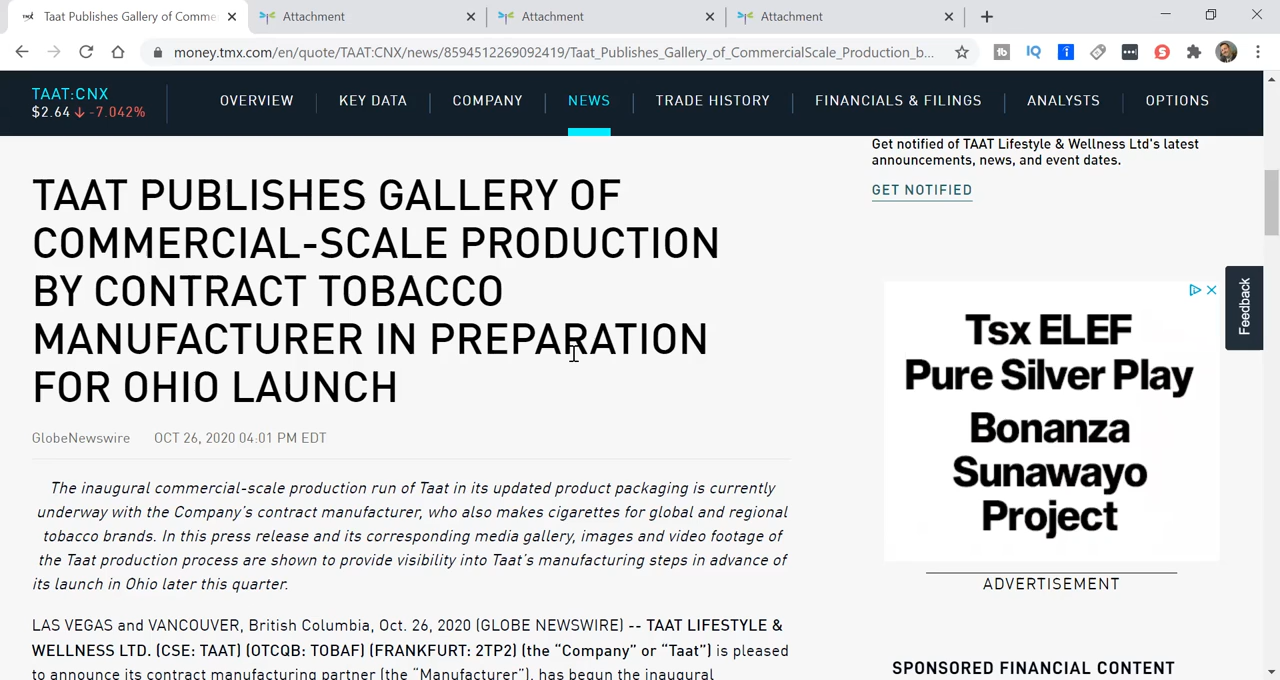 Taat Publishes Gallery of Comme
Attachment
Attachment
Attachment
money.tmx.com/en/quote/TAAT:CNX/news/8594512269092419/Taat_Publishes_Gallery_of_CommercialScale_Production_b...
TAAT:CNX
$2.64 -7.042%
OVERVIEW
KEY DATA
COMPANY
NEWS
TRADE HISTORY
FINANCIALS & FILINGS
ANALYSTS
OPTIONS
Get notified of TAAT Lifestyle & Wellness Ltd's latest
announcements, news, and event dates.
GET NOTIFIED
TAAT PUBLISHES GALLERY OF
COMMERCIAL-SCALE PRODUCTION
BY CONTRACT TOBACCO
MANUFACTURER IN PREPARATION
FOR OHIO LAUNCH
GlobeNewswire OCT 26, 2020 04:01 PM EDT
The inaugural commercial-scale production run of Taat in its updated product packaging is currently
underway with the Company's contract manufacturer, who also makes cigarettes for global and regional
tobacco brands. In this press release and its corresponding media gallery, images and video footage of
the Taat production process are shown to provide visibility into Taat's manufacturing steps in advance of
its launch in Ohio later this quarter.
LAS VEGAS and VANCOUVER, British Columbia, Oct. 26, 2020 (GLOBE NEWSWIRE) -- TAAT LIFESTYLE &
WELLNESS LTD. (CSE: TAAT) (OTCQB: TOBAF) (FRANKFURT: 2TP2) (the “Company” or “Taat”) is pleased
to announce its contract manufacturing partner (the “Manufacturer”), has begun the inaugural
Tsx ELEF
Pure Silver Play
Bonanza
Sunawayo
Project
ADVERTISEMENT
SPONSORED FINANCIAL CONTENT
Feedback